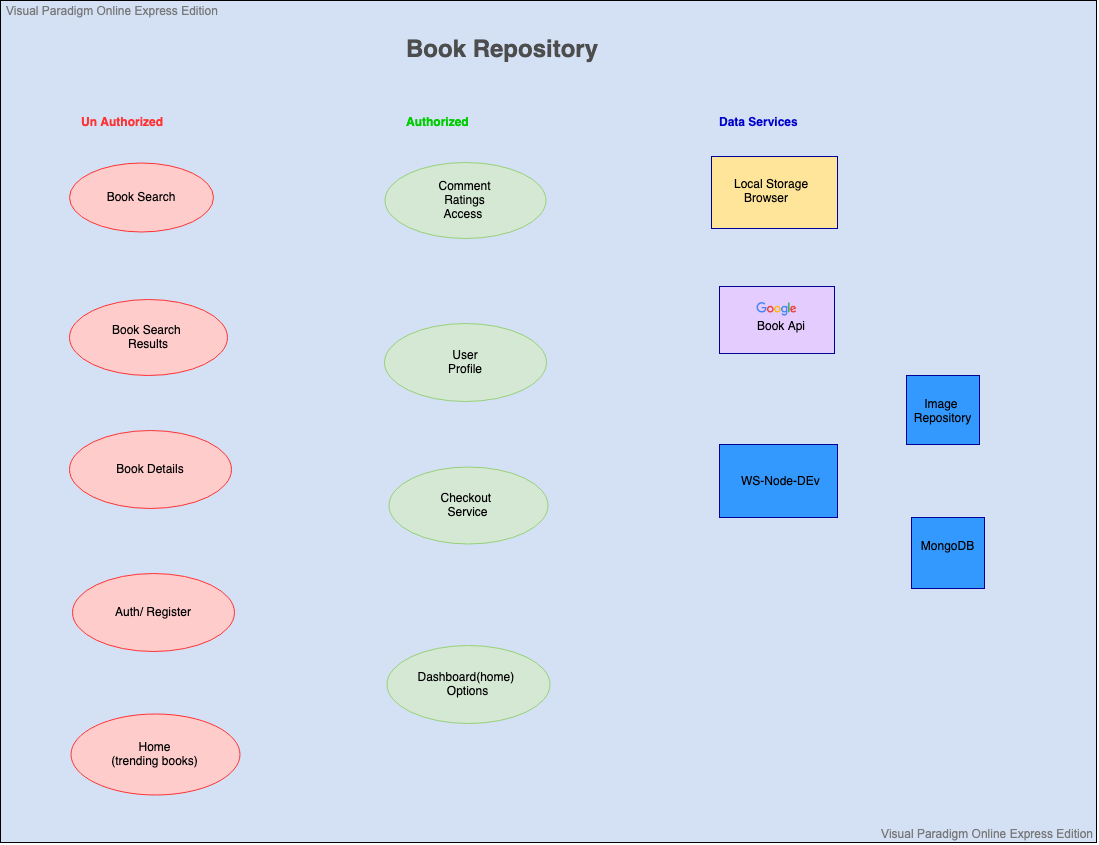 Visual Paradigm Online Express Edition
Book Repository
Un Authorized
Book Search
Book Search
Results
Book Details
Auth/ Register
Home
(trending books)
Authorized
Comment
Ratings
Access
User
Profile
Checkout
Service
Dashboard(home)
Options
Data Services
Local Storage
Browser
Google
Book Api
Image
Repository
WS-Node-DEv
MongoDB
Visual Paradigm Online Express Edition